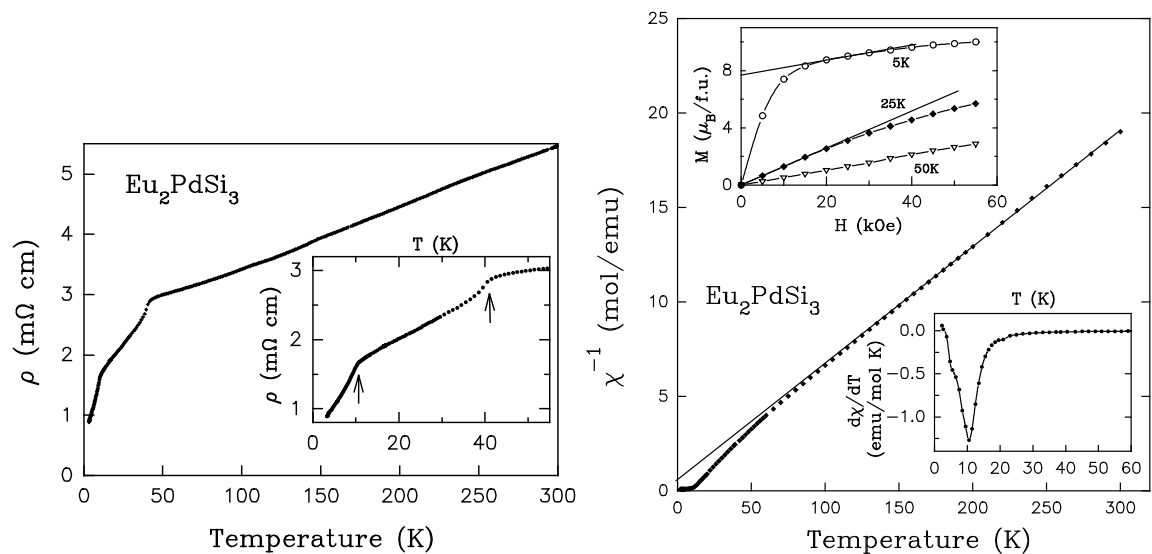 Eu2PdSi3
ρ (mΩ cm)
5
4
3
2
1
0
0 50 100 150 200 250 300
Temperature (K)
T (K)
ρ (mΩ cm)
3
2
1
0 20 40
25
20
15
10
5
0
χ−1 (mol/emu)
0 50 100 150 200 250 300
Temperature (K)
Eu2PdSi3
M (μB/f.u.)
8
4
0
5K
25K
50K
0 20 40 60
H (kOe)
T (K)
dχ/dT
(emu/mol K)
0.0
−0.5
−1.0
0 10 20 30 40 50 60